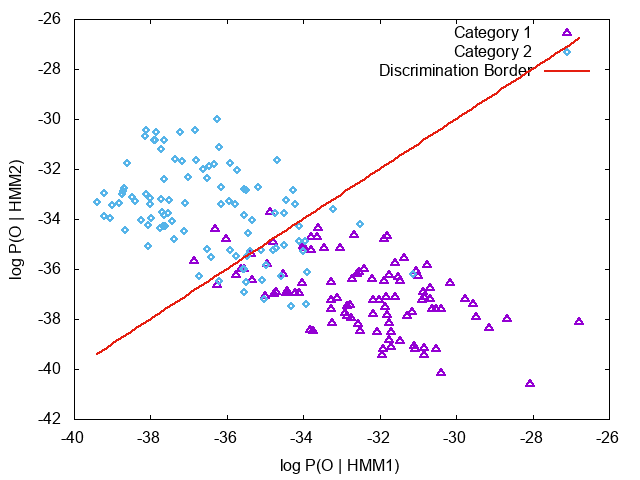 -26
-28
-30
-32
-34
-36
-38
-40
-42
-40 -38 -36 -34 -32 -30 -28 -26
log P(O | HMM2)
log P(O | HMM1)
Category 1
Category 2
Discrimination Border